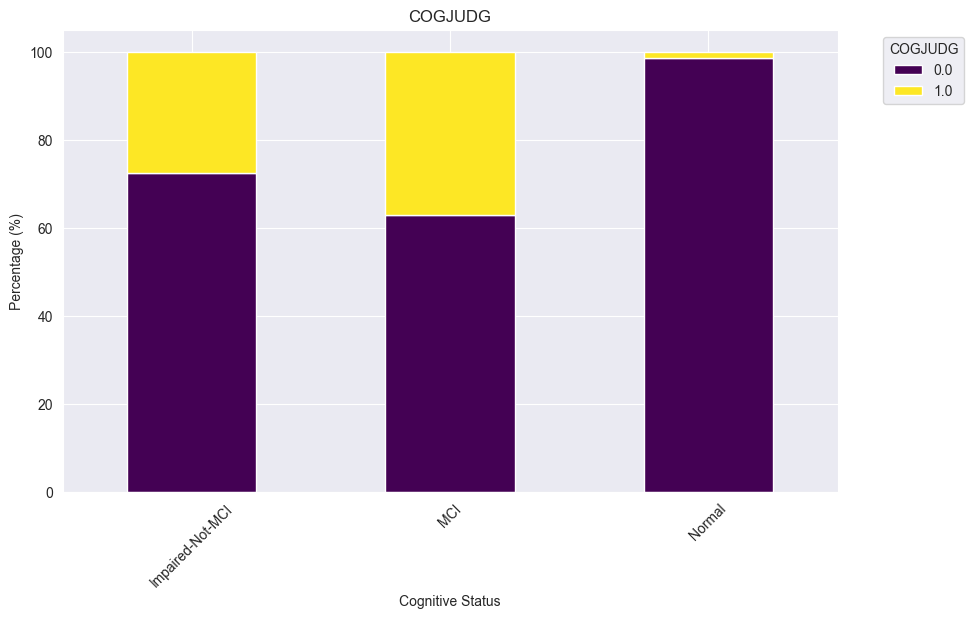 COGJUDG
COGJUDG
0.0
1.0
100
80
60
40
20
0
Percentage (%)
Impaired-Not-MCI
MCI
Normal
Cognitive Status